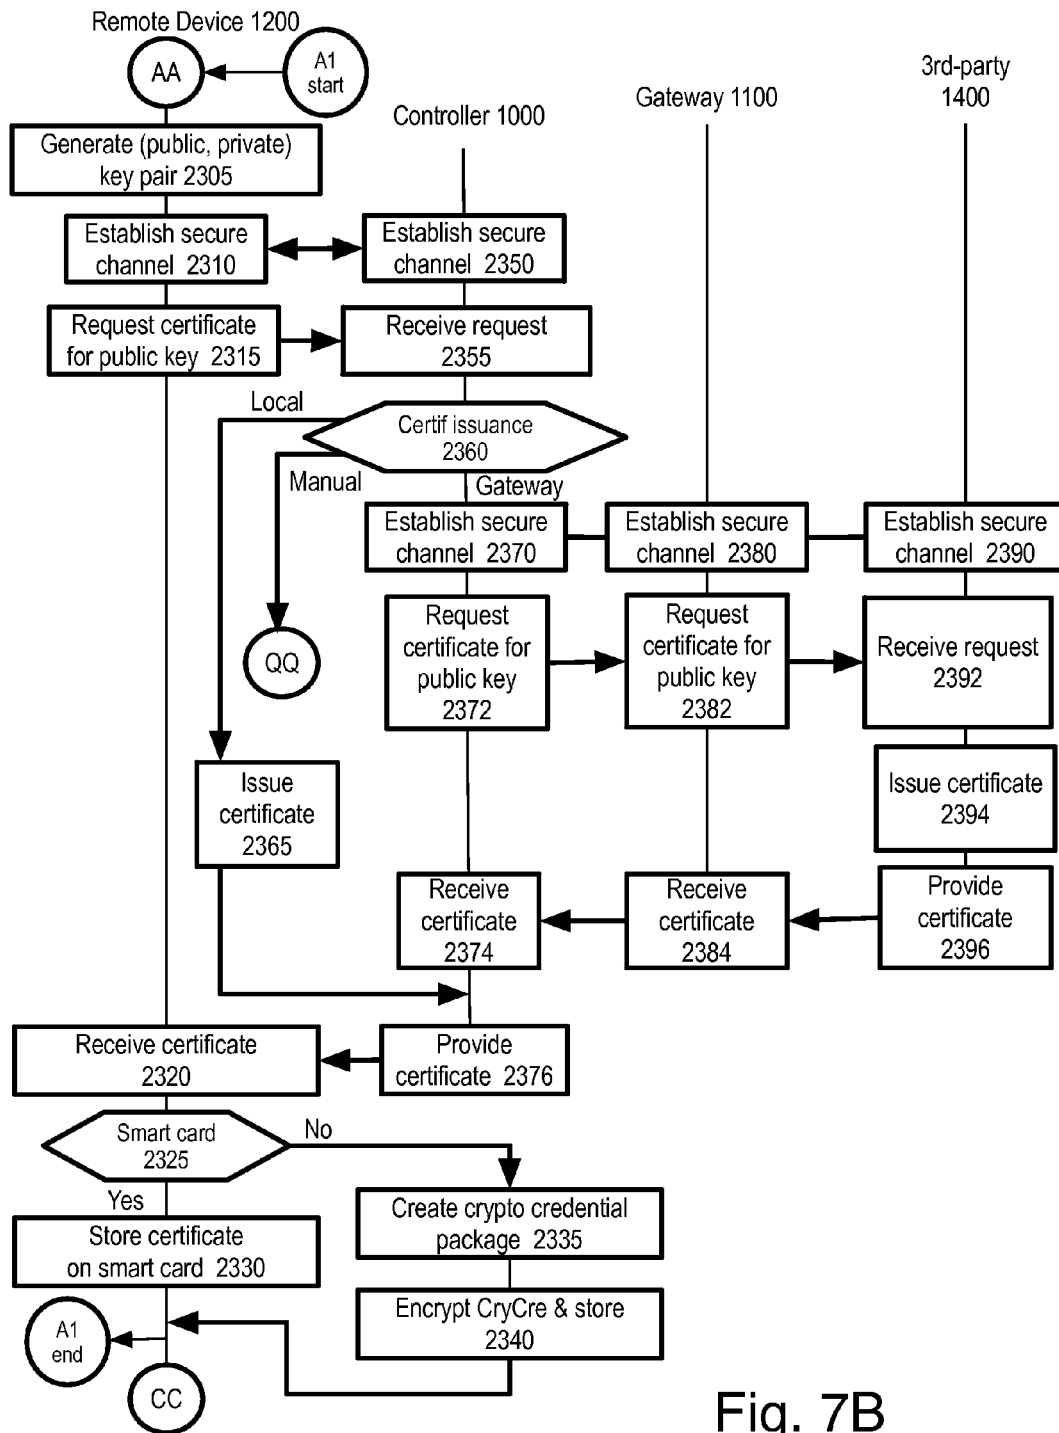 Remote Device 1200
AA
A1
start
3rd-party
1400
Gateway 1100
Controller 1000
Generate (public, private)
key pair 2305
Establish secure
channel 2310
Establish secure
channel 2350
Request certificate
for public key 2315
Receive request
2355
Local
Certif issuance
2360
Manual
Gateway
Establish secure
channel 2370
Establish secure
channel 2380
Establish secure
channel 2390
Request
certificate for
public key
2372
Request
certificate for
public key
2382
Receive request
2392
QQ
Issue
certificate
2365
Issue certificate
2394
Receive
certificate
2374
Receive
certificate
2384
Provide
certificate
2396
Receive certificate
2320
Provide
certificate 2376
Smart card
2325
No
Yes
Create crypto credential
package 2335
Store certificate
on smart card 2330
Encrypt CryCre & store
2340
A1
end
CC
Fig. 7B